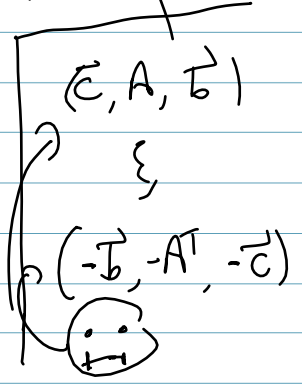 (c⃗, A, b⃗)
(-b⃗, -Aᵀ, -c⃗)